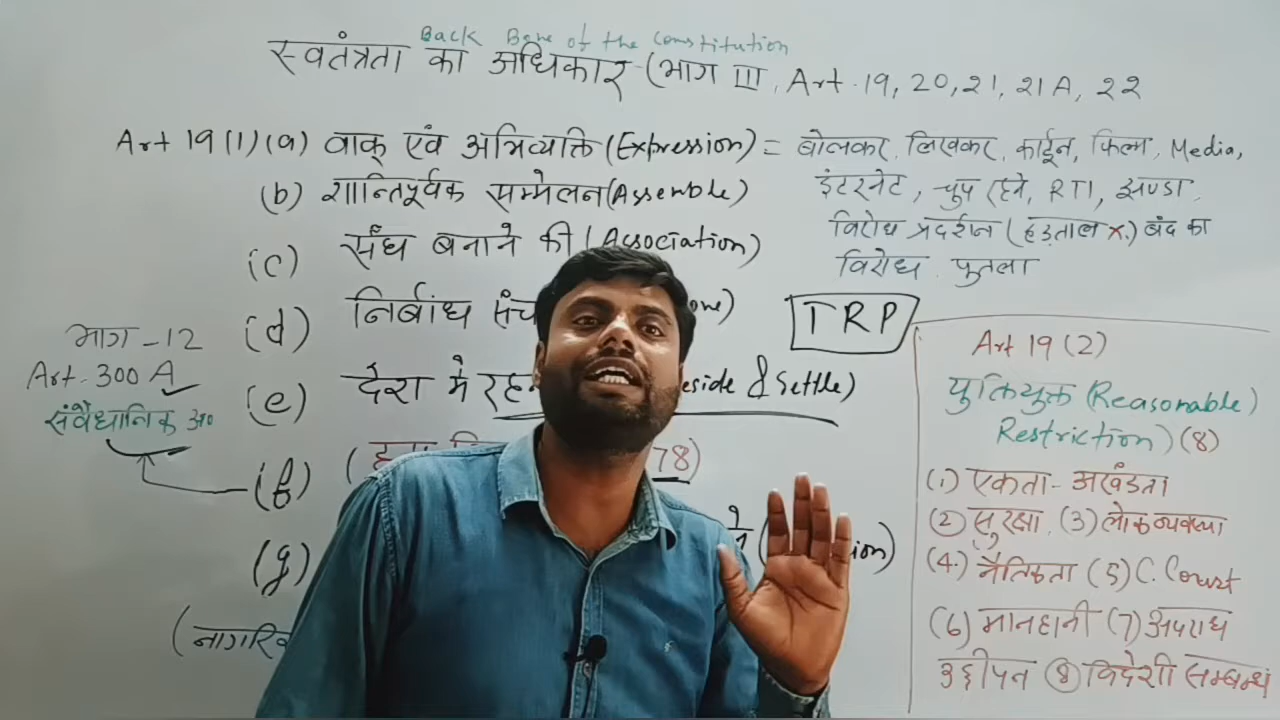 Back Bone of the Constitution
स्वतंत्रता का अधिकार (भाग III, Art. 19, 20, 21, 21A, 22
Art 19(1)(a) वाक् एवं अभिव्यक्ति (Expression) = बोलकर, लिखकर, कार्टून, फिल्म, Media,
इंटरनेट, चुप रहने, RTI, झण्डा,
(b) शान्तिपूर्वक सम्मेलन (Assemble)
विरोध प्रदर्शन (हड़ताल x.) बंद का
विरोध, पुतला
(c) संघ बनाने की (Association)
(d) निर्बाध
TRP
(e) देश में
Reside & Settle)
भाग -12
Art. 300 A ✓
संवैधानिक अ०
(f) (
78)
(g)
(नागरिक
Art 19 (2)
युक्तियुक्त (Reasonable)
Restriction) (8)
(1) एकता - अखंडता
(2) सुरक्षा, (3) लोक व्यवस्था
(4.) नैतिकता (5) C. Court
(6) मानहानी (7) अपराध
उद्दीपन (8) विदेशी सम्बन्ध